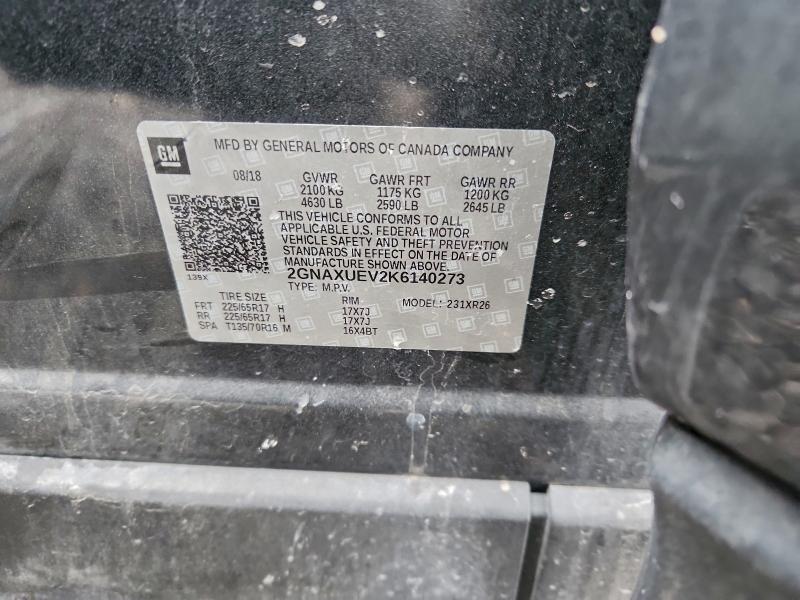 GM
MFD BY GENERAL MOTORS OF CANADA COMPANY
08/18 GVWR GAWR FRT GAWR RR
2100 KG 1175 KG 1200 KG
4630 LB 2590 LB 2645 LB
THIS VEHICLE CONFORMS TO ALL
APPLICABLE U.S. FEDERAL MOTOR
VEHICLE SAFETY AND THEFT PREVENTION
STANDARDS IN EFFECT ON THE DATE OF
MANUFACTURE SHOWN ABOVE.
139X 2GNAXUEV2K6140273
TYPE: M.P.V. MODEL: 231XR26
TIRE SIZE RIM
FRT 225/65R17 H 17X7J
RR 225/65R17 H 17X7J
SPA T135/70R16 M 16X4BT